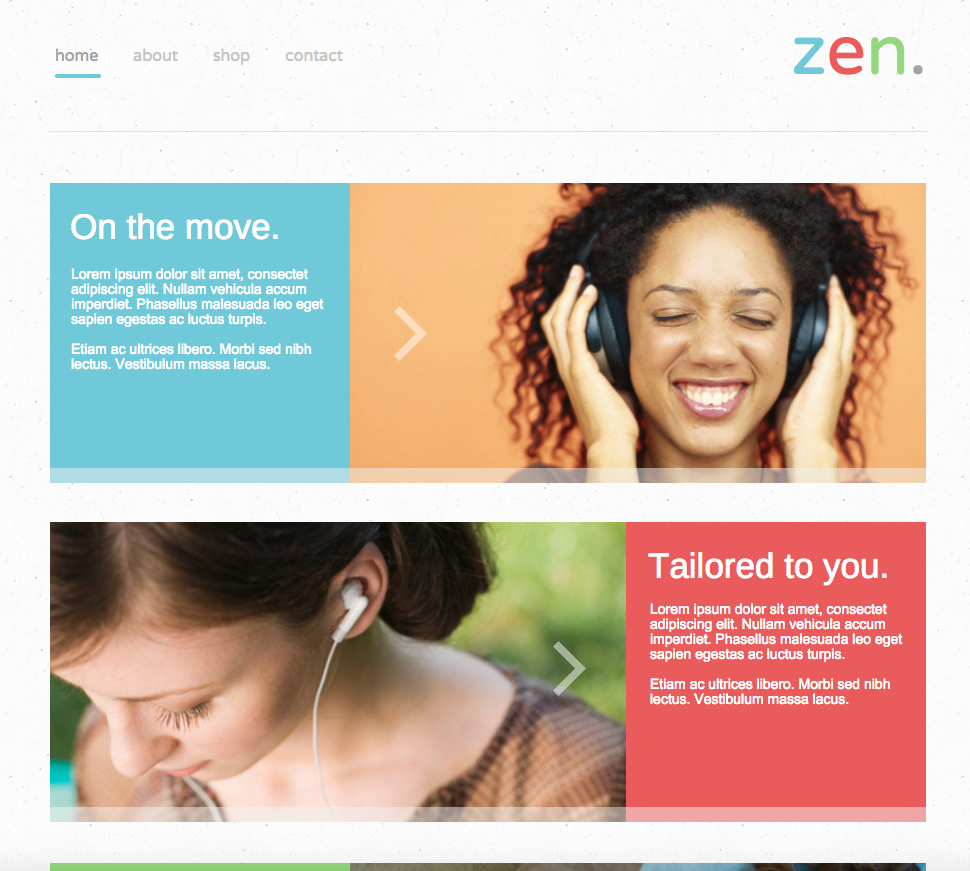 home about shop contact
zen.
On the move.
Lorem ipsum dolor sit amet, consectet
adipiscing elit. Nullam vehicula accum
imperdiet. Phasellus malesuada leo eget
sapien egestas ac luctus turpis.
Etiam ac ultrices libero. Morbi sed nibh
lectus. Vestibulum massa lacus.
Tailored to you.
Lorem ipsum dolor sit amet, consectet
adipiscing elit. Nullam vehicula accum
imperdiet. Phasellus malesuada leo eget
sapien egestas ac luctus turpis.
Etiam ac ultrices libero. Morbi sed nibh
lectus. Vestibulum massa lacus.